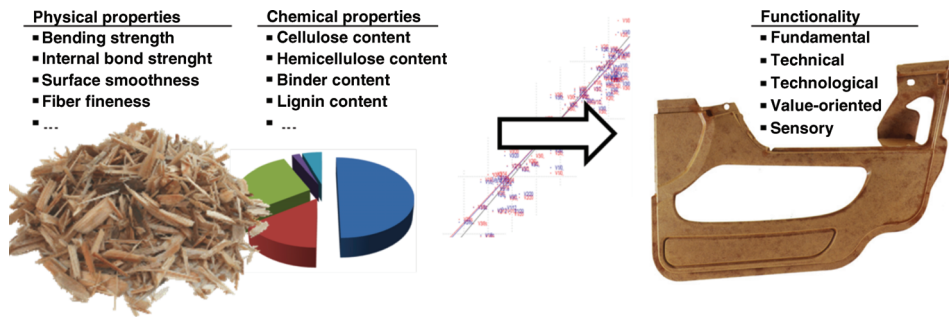 Physical properties
▪ Bending strength
▪ Internal bond strenght
▪ Surface smoothness
▪ Fiber fineness
▪ ...
Chemical properties
▪ Cellulose content
▪ Hemicellulose content
▪ Binder content
▪ Lignin content
▪ ...
Functionality
▪ Fundamental
▪ Technical
▪ Technological
▪ Value-oriented
▪ Sensory